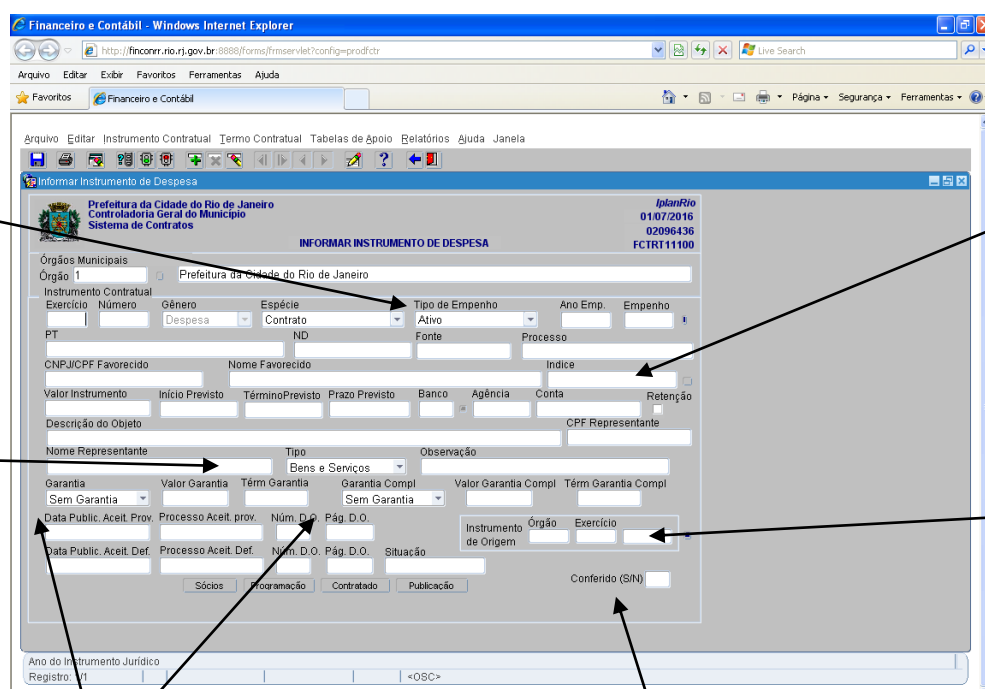 Financeiro e Contábil - Windows Internet Explorer
http://finconrr.rio.rj.gov.br:8888/forms/frmservlet?config=prodfctr
Live Search
Arquivo Editar Exibir Favoritos Ferramentas Ajuda
Favoritos Financeiro e Contábil Página Segurança Ferramentas
Arquivo Editar Instrumento Contratual Termo Contratual Tabelas de Apoio Relatórios Ajuda Janela
Informar Instrumento de Despesa
Prefeitura da Cidade do Rio de Janeiro IplanRio
Controladoria Geral do Município 01/07/2016
Sistema de Contratos 02096436
INFORMAR INSTRUMENTO DE DESPESA FCTRT11100
Órgãos Municipais
Órgão 1 Prefeitura da Cidade do Rio de Janeiro
Instrumento Contratual
Exercício Número Gênero Espécie Tipo de Empenho Ano Emp. Empenho
Despesa Contrato Ativo
PT ND Fonte Processo
CNPJ/CPF Favorecido Nome Favorecido Indice
Valor Instrumento Início Previsto TérminoPrevisto Prazo Previsto Banco Agência Conta Retenção
Descrição do Objeto CPF Representante
Nome Representante Tipo Observação
Bens e Serviços
Garantia Valor Garantia Térm Garantia Garantia Compl Valor Garantia Compl Térm Garantia Compl
Sem Garantia Sem Garantia
Data Public. Aceit. Prov. Processo Aceit. prov. Núm. D.O. Pág. D.O.
Instrumento de Origem Órgão Exercício
Data Public. Aceit. Def. Processo Aceit. Def. Núm. D.O. Pág. D.O. Situação
Sócios Programação Contratado Publicação Conferido (S/N)
Ano do Instrumento Jurídico
Registro: 1/1 <OSC>